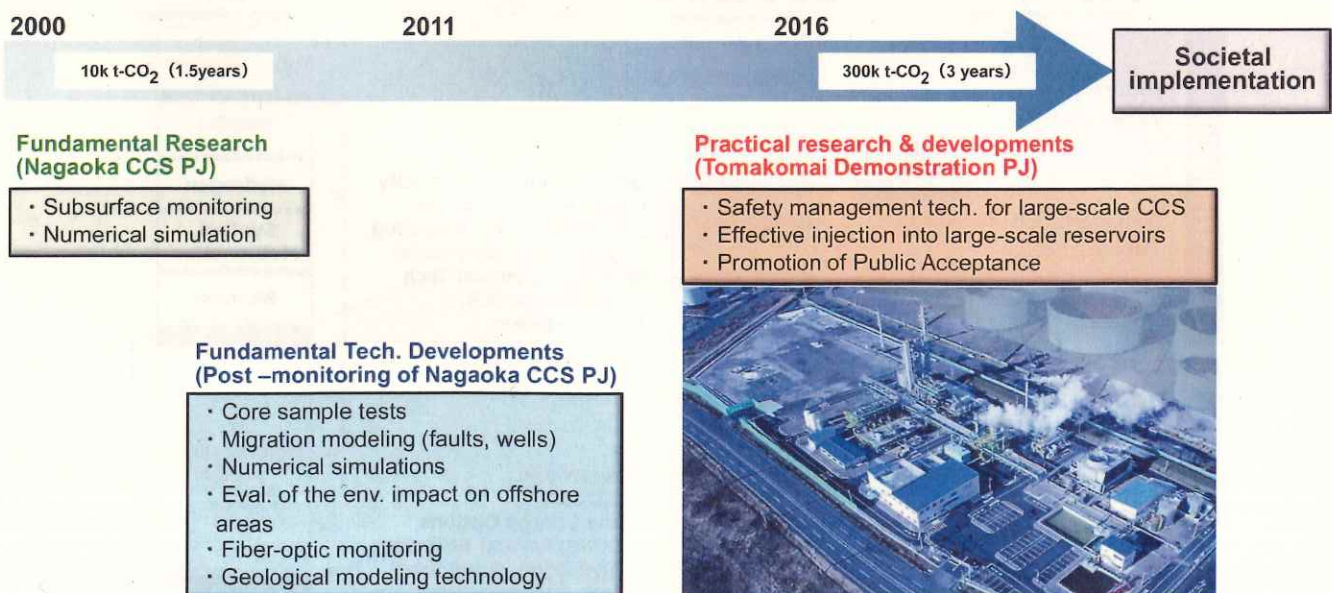 2000
2011
2016
10k t-CO₂ (1.5years)
300k t-CO₂ (3 years)
Societal
implementation
Fundamental Research
(Nagaoka CCS PJ)
・Subsurface monitoring
・Numerical simulation
Practical research & developments
(Tomakomai Demonstration PJ)
・Safety management tech. for large-scale CCS
・Effective injection into large-scale reservoirs
・Promotion of Public Acceptance
Fundamental Tech. Developments
(Post –monitoring of Nagaoka CCS PJ)
・Core sample tests
・Migration modeling (faults, wells)
・Numerical simulations
・Eval. of the env. impact on offshore
areas
・Fiber-optic monitoring
・Geological modeling technology